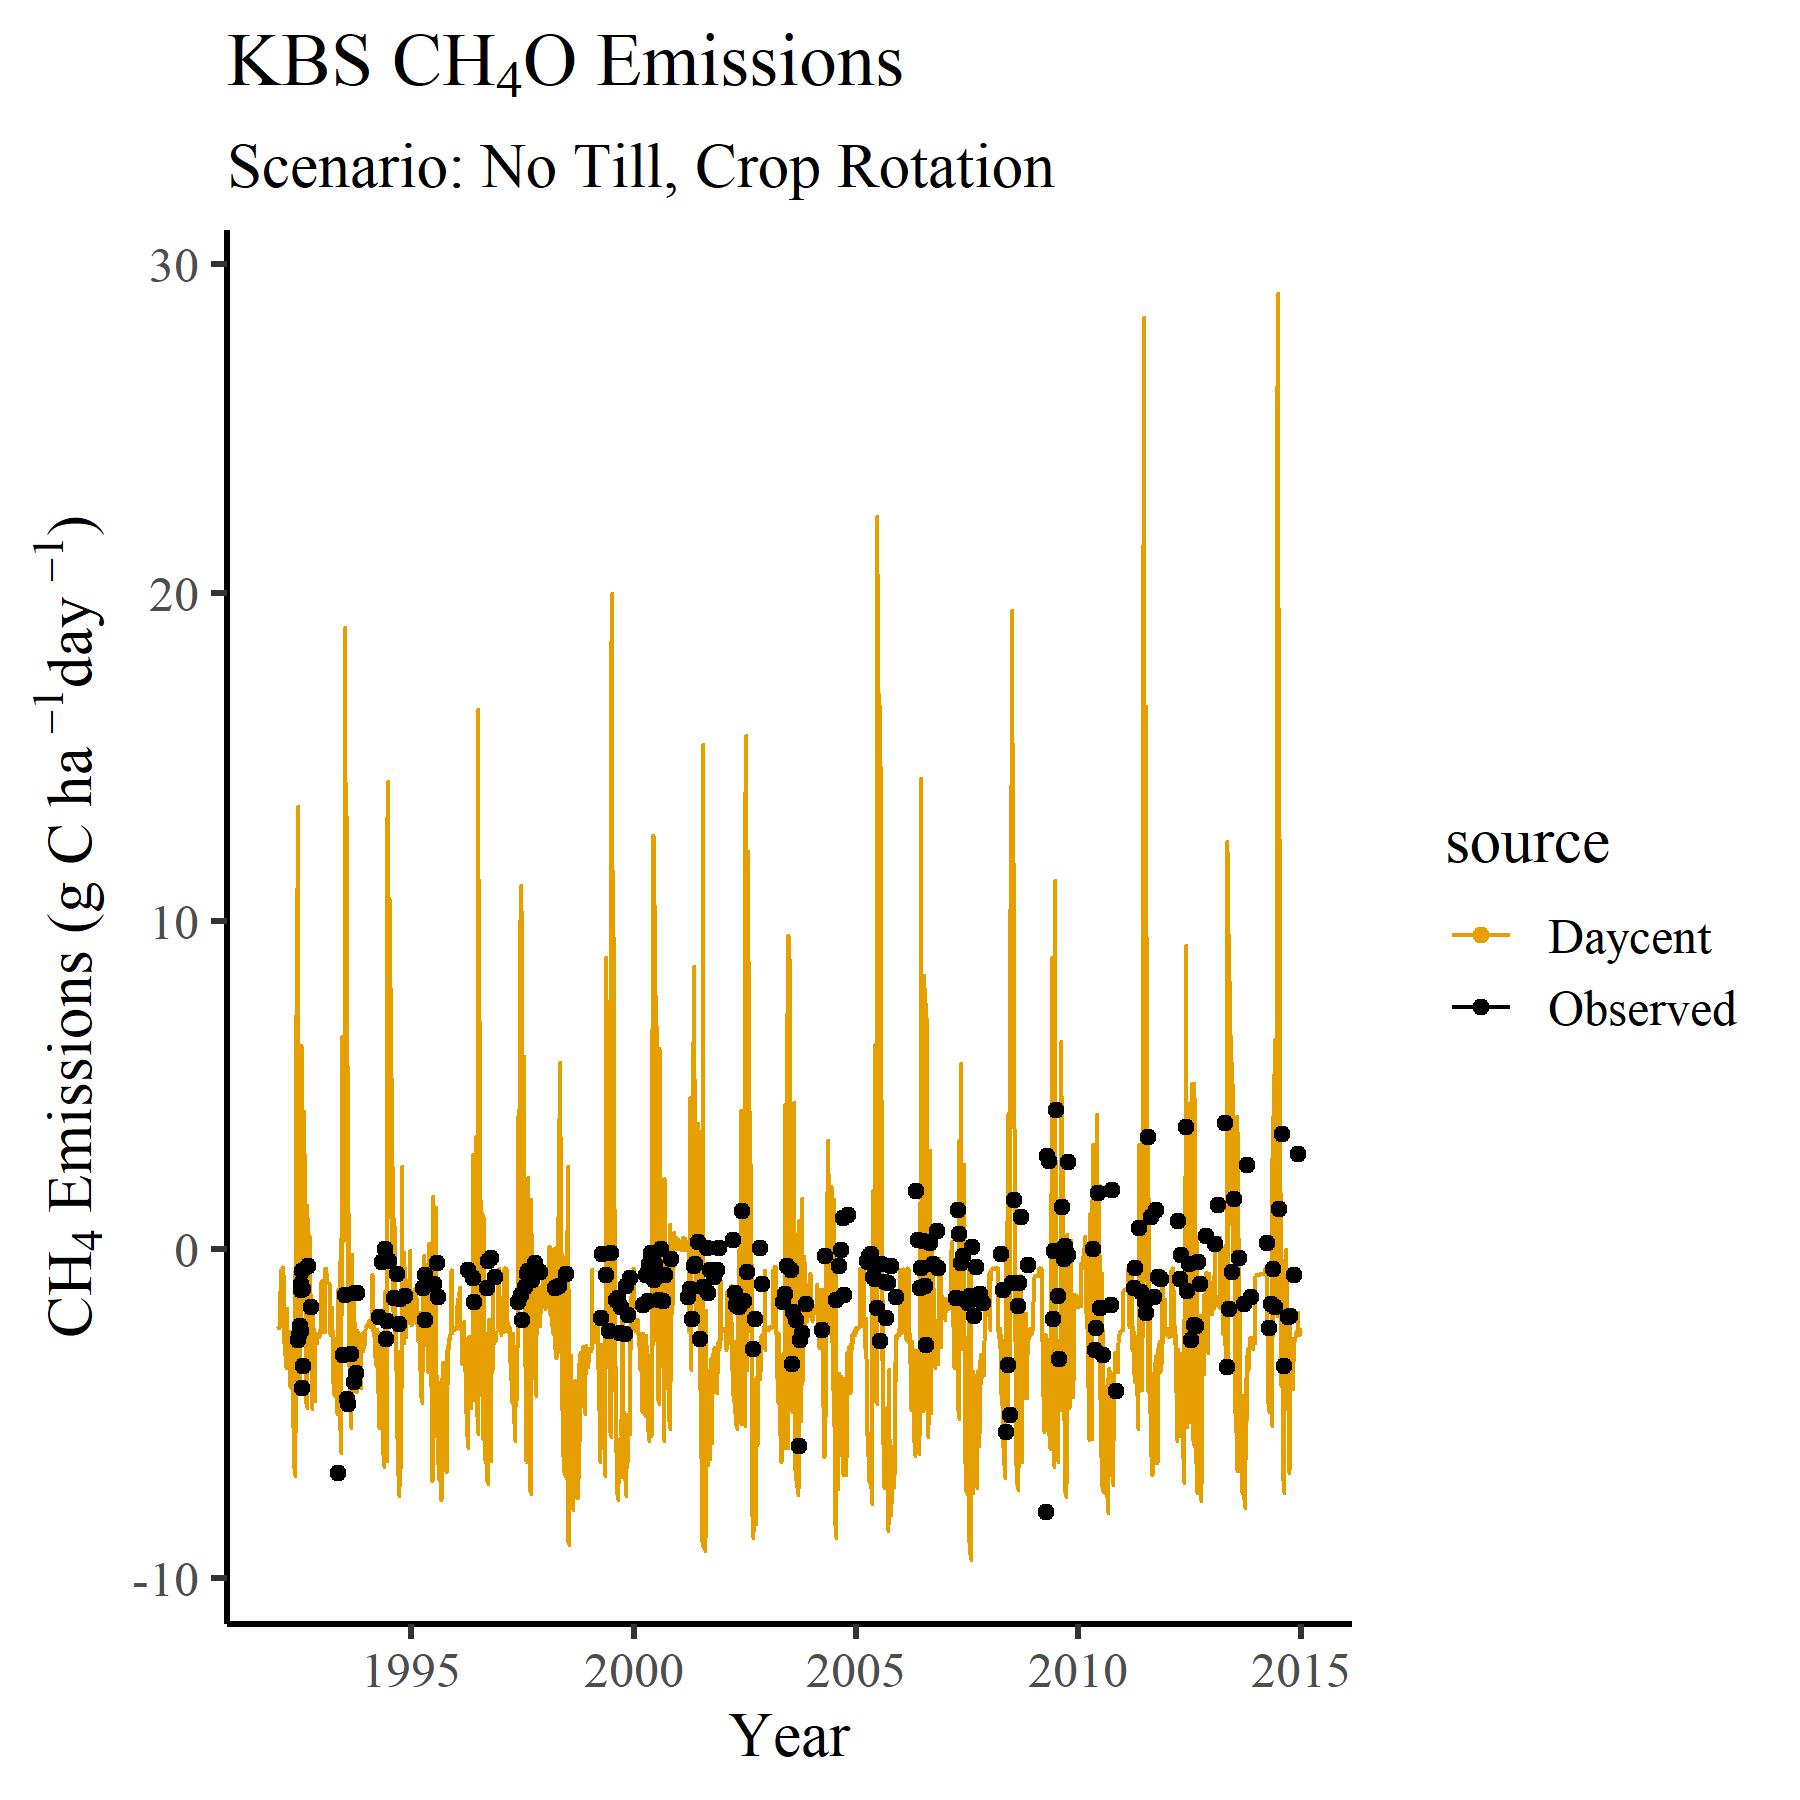 KBS CH₄O Emissions
Scenario: No Till, Crop Rotation
CH₄ Emissions (g C ha ⁻¹day ⁻¹)
30
20
10
0
-10
1995 2000 2005 2010 2015
Year
source
Daycent
Observed